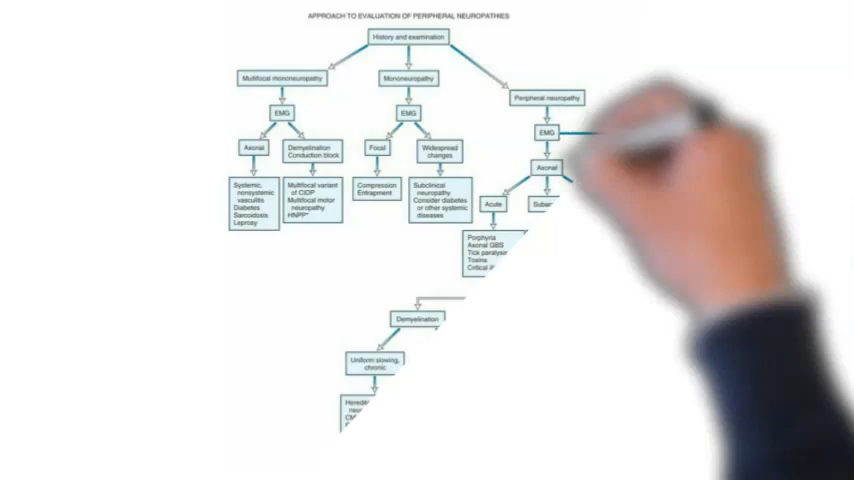 APPROACH TO EVALUATION OF PERIPHERAL NEUROPATHIES
History and examination
Multifocal mononeuropathy
Mononeuropathy
Peripheral neuropathy
EMG
EMG
EMG
Axonal
Demyelination
Conduction block
Focal
Widespread
changes
Axonal
Systemic,
nonsystemic
vasculitis
Diabetes
Sarcoidosis
Leprosy
Multifocal variant
of CIDP
Multifocal motor
neuropathy
HNPP*
Compression
Entrapment
Subclinical
neuropathy
Consider diabetes
or other systemic
diseases
Acute
Porphyria
Axonal GBS
Tick paralysis
Toxins
Critical
Demyelination
Uniform slowing,
chronic